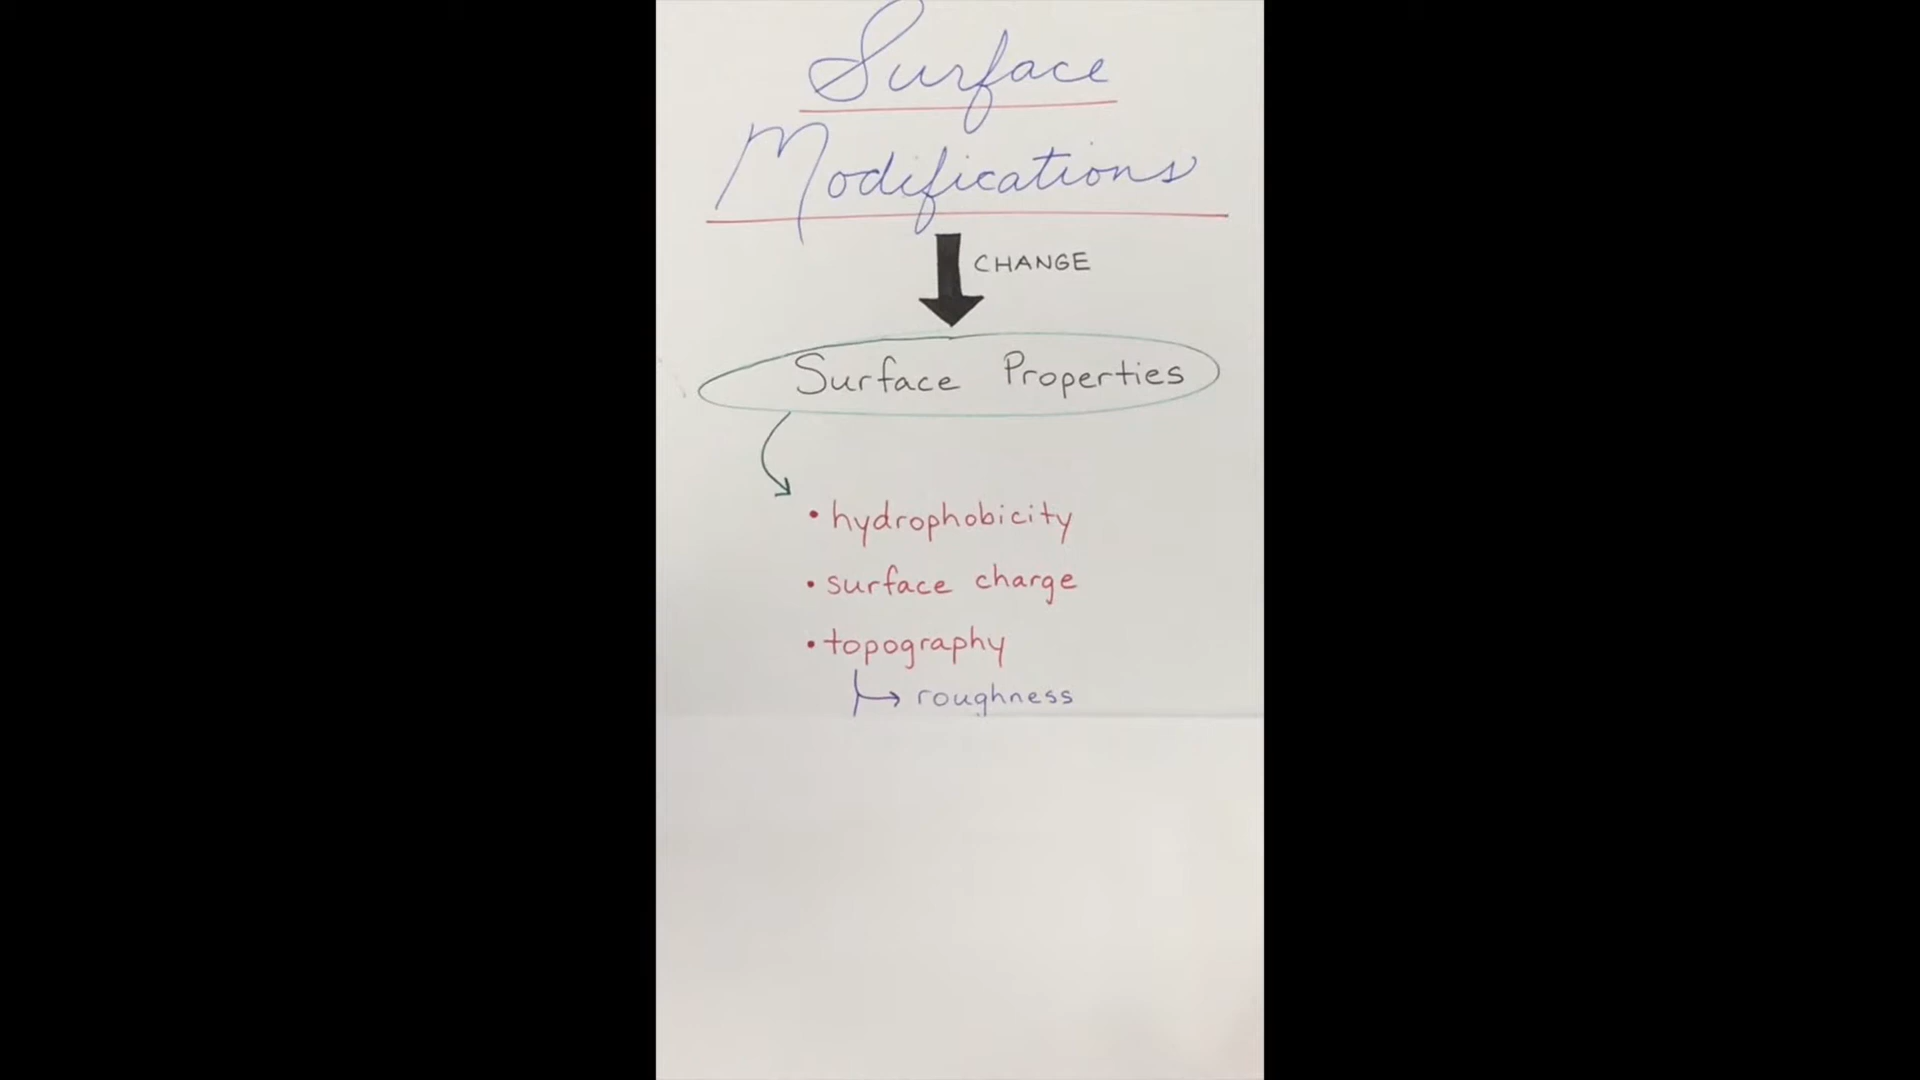 Surface
Modifications
CHANGE
Surface Properties
• hydrophobicity
• surface charge
• topography
roughness